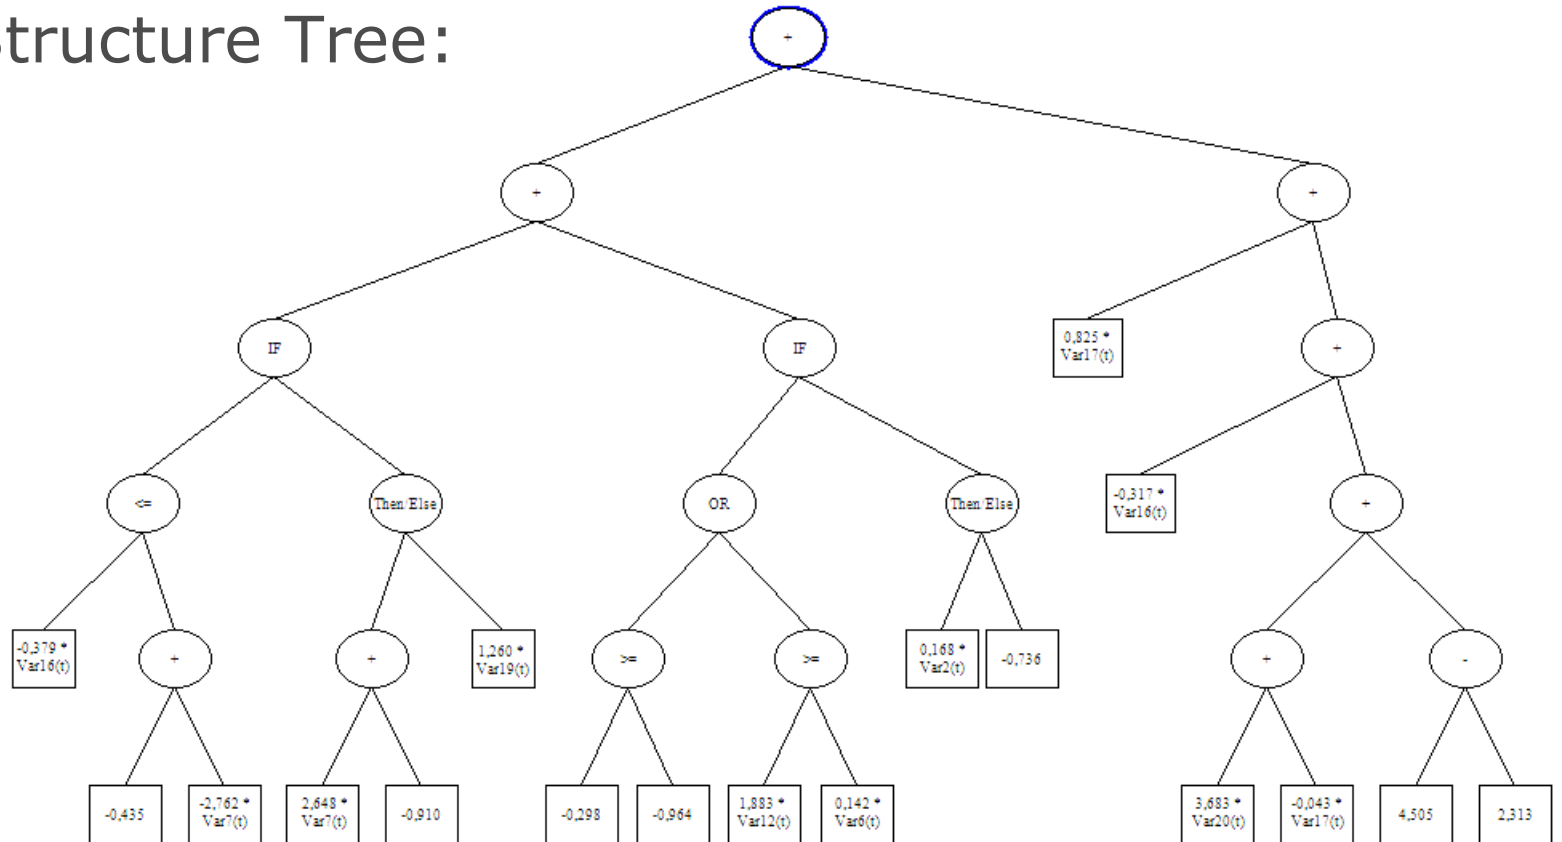 tructure Tree:
+
+
+
IF
IF
0,825 *
Var17(t)
+
<=
Then/Else
OR
Then/Else
-0,317 *
Var16(t)
+
-0,379 *
Var16(t)
+
+
1,260 *
Var19(t)
>=
>=
0,168 *
Var2(t)
-0,736
+
-
-0,435
-2,762 *
Var7(t)
2,648 *
Var7(t)
-0,910
-0,298
-0,964
1,883 *
Var12(t)
0,142 *
Var6(t)
3,683 *
Var20(t)
-0,043 *
Var17(t)
4,505
2,313